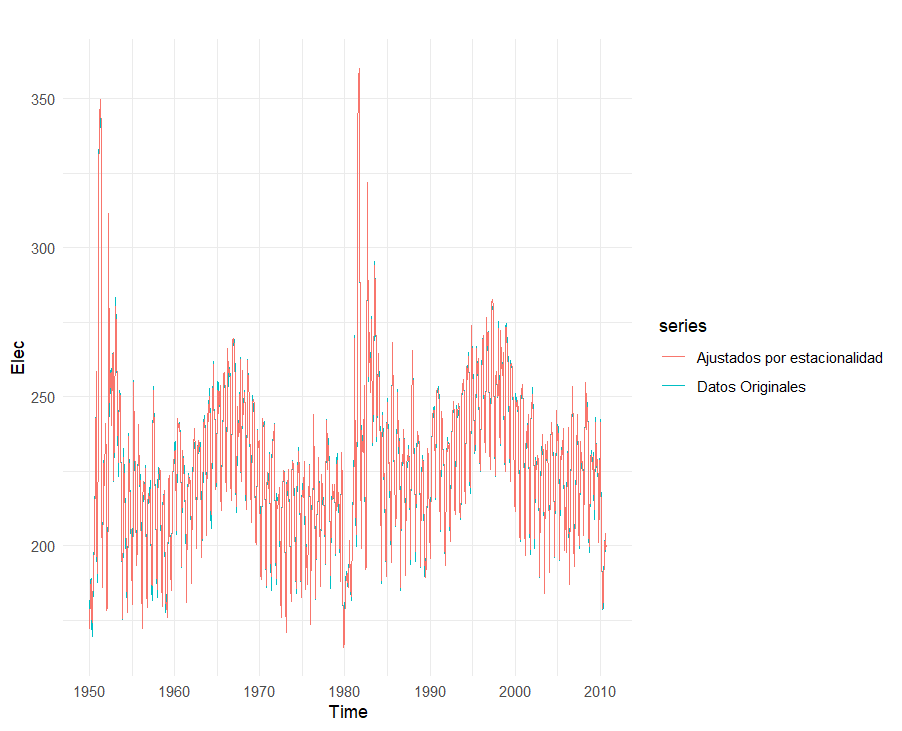 350
300
250
200
Elec
1950
1960
1970
1980
1990
2000
2010
Time
series
Ajustados por estacionalidad
Datos Originales